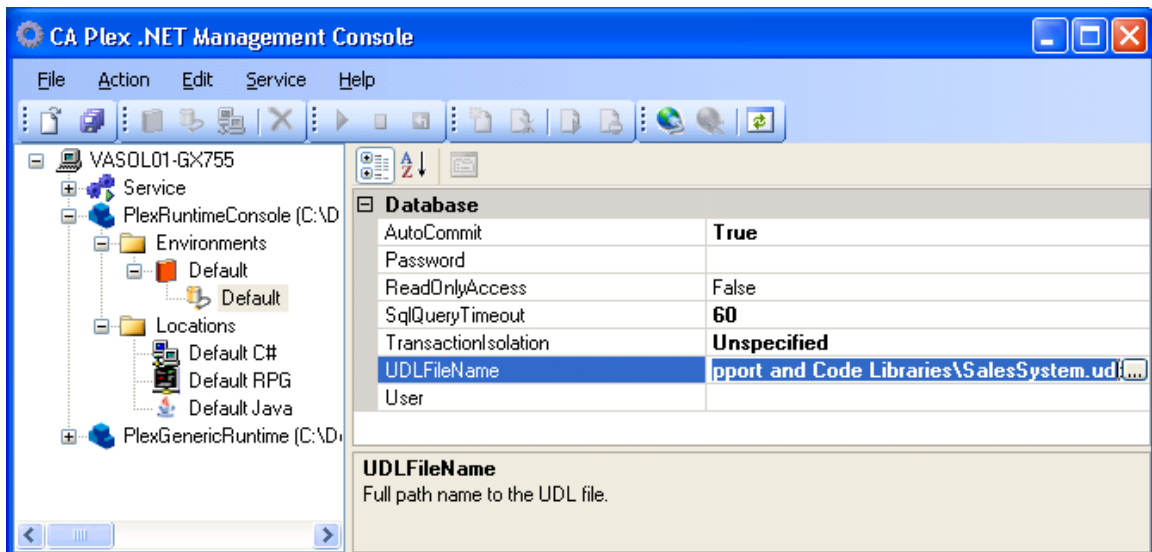 CA Plex .NET Management Console
File Action Edit Service Help
VASOL01-GX755
Service
PlexRuntimeConsole (C:\D
Environments
Default
Default
Locations
Default C#
Default RPG
Default Java
PlexGenericRuntime (C:\D
Database
AutoCommit True
Password
ReadOnlyAccess False
SqlQueryTimeout 60
TransactionIsolation Unspecified
UDLFileName pport and Code Libraries\SalesSystem.udl ...
User
UDLFileName
Full path name to the UDL file.